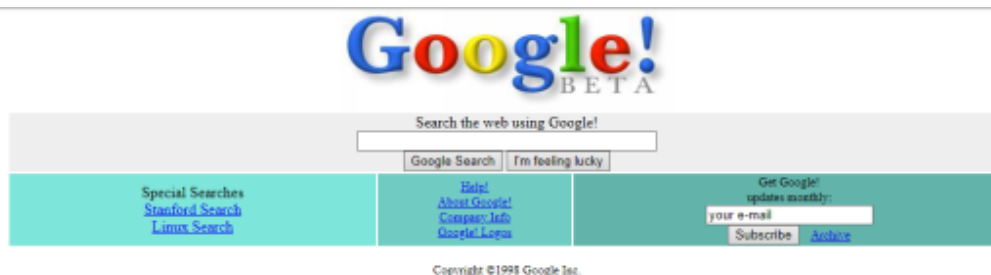 Google!
BETA
Search the web using Google!
Google Search I'm feeling lucky
Special Searches
Stanford Search
Linux Search
Help!
About Google!
Company Info
Google! Logos
Get Google!
updates monthly:
your e-mail
Subscribe Archive
Copyright ©1998 Google Inc.